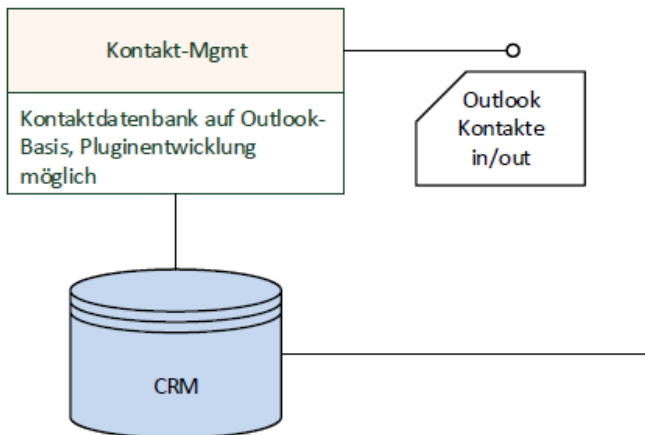 Kontakt-Mgmt
Kontaktdatenbank auf Outlook-
Basis, Pluginentwicklung
möglich
Outlook
Kontakte
in/out
CRM